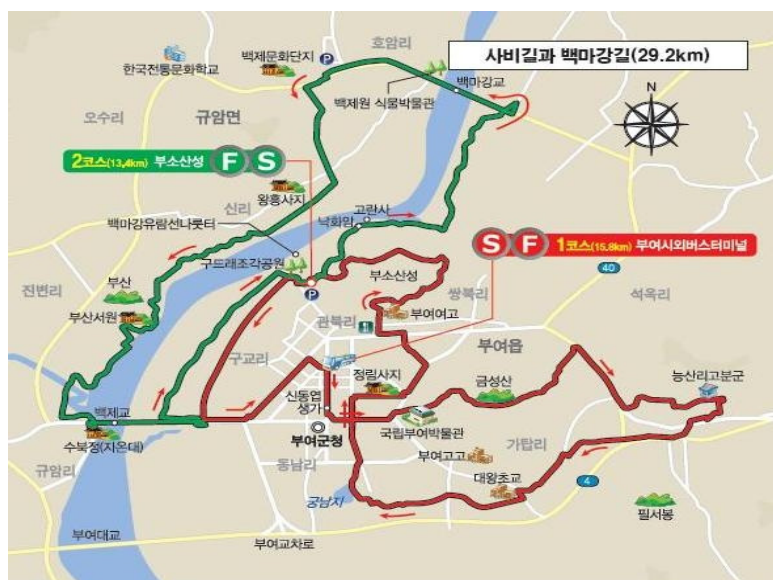 호암리
사비길과 백마강길(29.2km)
백제문화단지
P
한국전통문화학교
백마강교
N
백제원 식물박물관
오수리
규암면
2코스(13.4km) 부소산성 F S
왕흥사지
고란사
신리
낙화암
백마강유람선나룻터
S F 1코스(15.8km) 부여시외버스터미널
구드래조각공원
부소산성
40
부산
P
쌍북리
석옥리
진변리
부산서원
관북리
부여여고
구교리
부여읍
정림사지
금성산
능산리고분군
신동엽
생가
백제교
수북정(자온대)
부여군청
국립부여박물관
가탑리
규암리
동남리
부여고고
대왕초교
4
궁남지
필서봉
부여대교
부여교차로